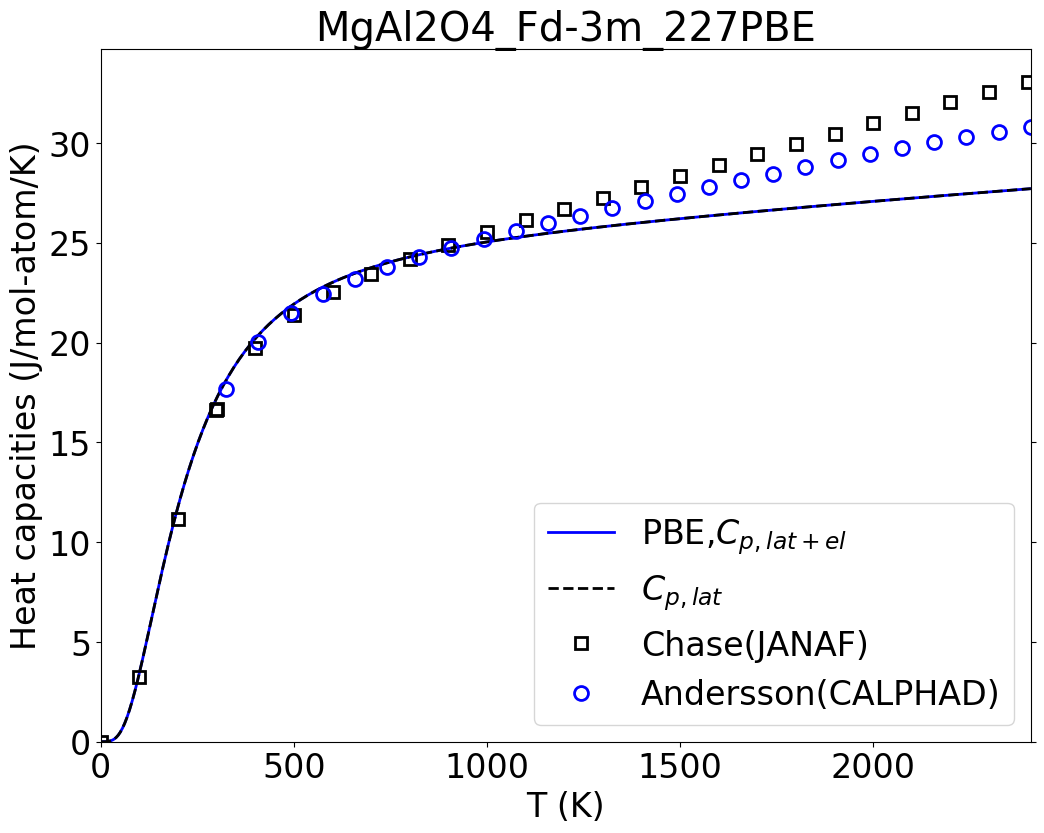 MgAl2O4_Fd-3m_227PBE
Heat capacities (J/mol-atom/K)
30
25
20
15
10
5
0
0 500 1000 1500 2000
T (K)
PBE,C_{p, lat+el}
C_{p, lat}
Chase(JANAF)
Andersson(CALPHAD)